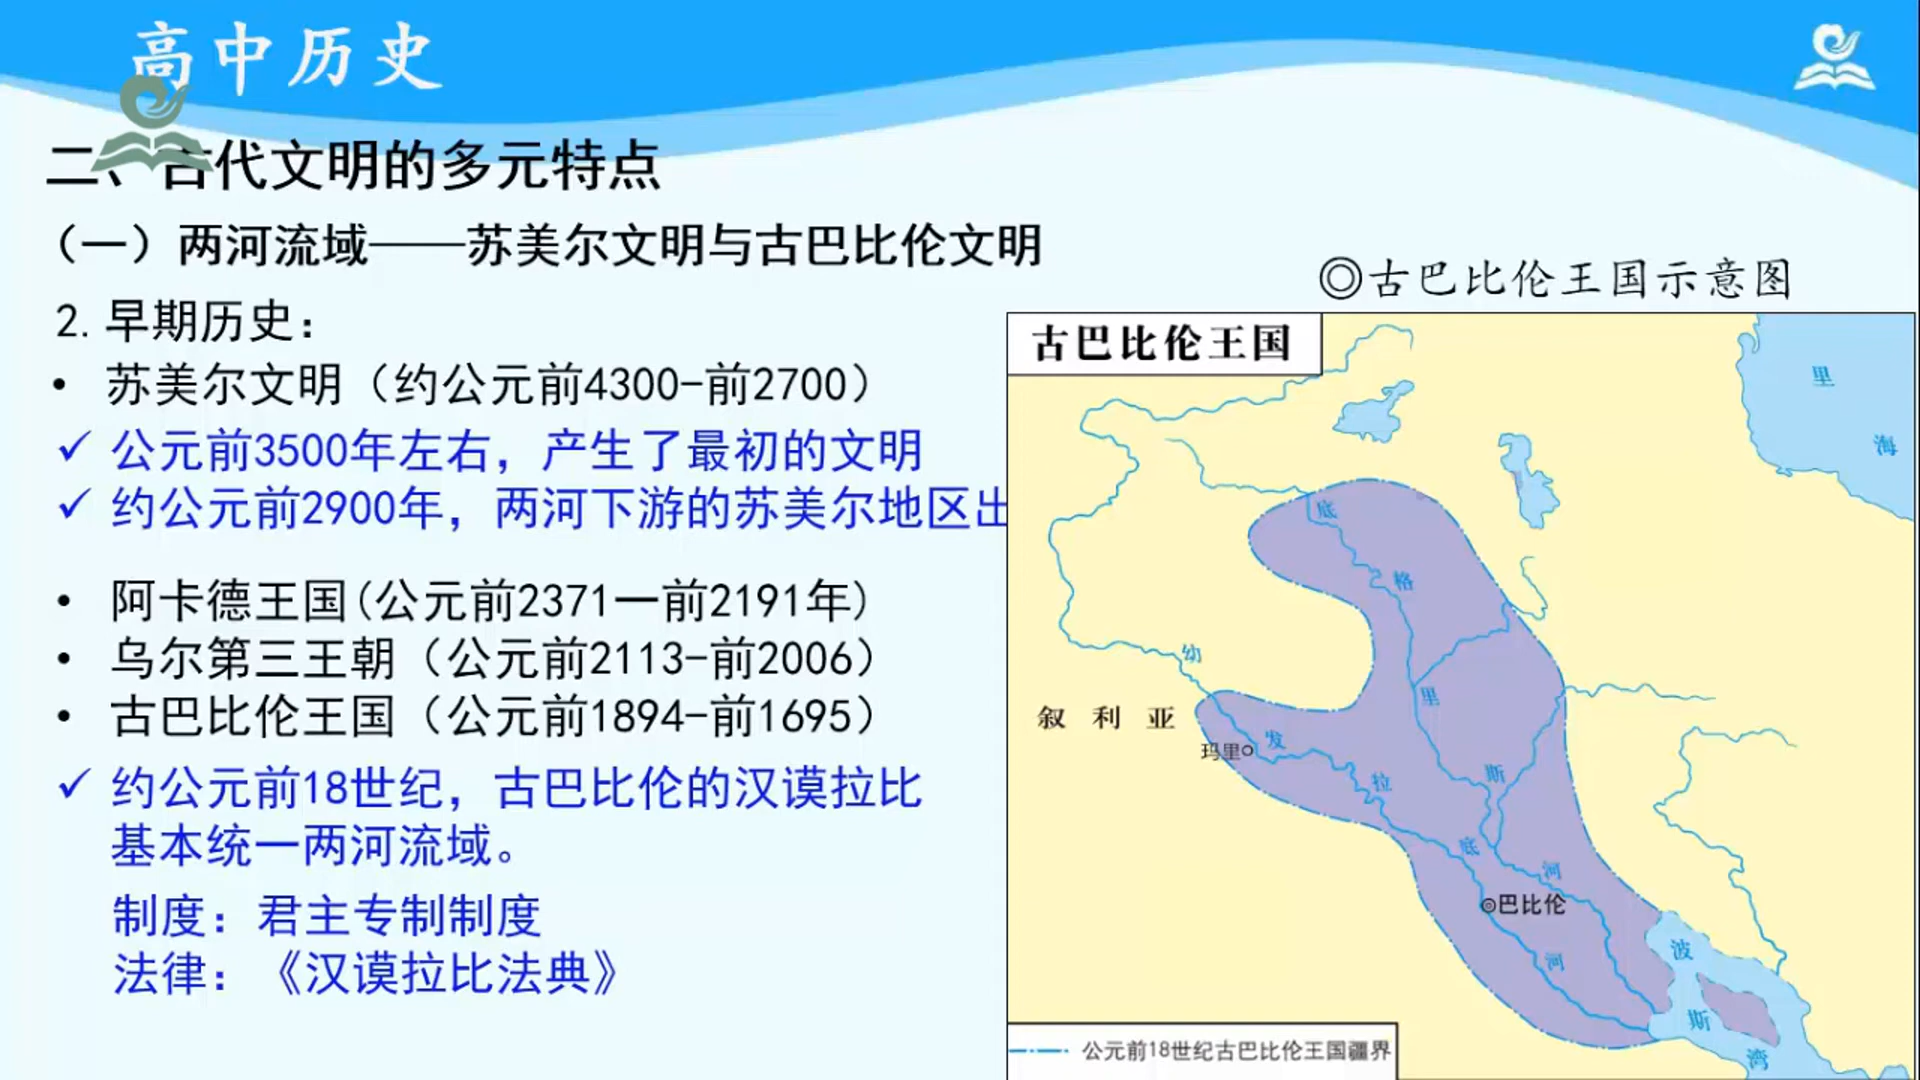 高中历史
二、古代文明的多元特点
（一）两河流域——苏美尔文明与古巴比伦文明
2.早期历史：
• 苏美尔文明（约公元前4300-前2700）
✓ 公元前3500年左右，产生了最初的文明
✓ 约公元前2900年，两河下游的苏美尔地区出
• 阿卡德王国(公元前2371一前2191年)
• 乌尔第三王朝（公元前2113-前2006）
• 古巴比伦王国（公元前1894-前1695）
✓ 约公元前18世纪，古巴比伦的汉谟拉比
基本统一两河流域。
制度：君主专制制度
法律：《汉谟拉比法典》
◎古巴比伦王国示意图
古巴比伦王国
里海
底格里斯河
幼发拉底河
叙利亚
玛里
巴比伦
波斯湾
公元前18世纪古巴比伦王国疆界